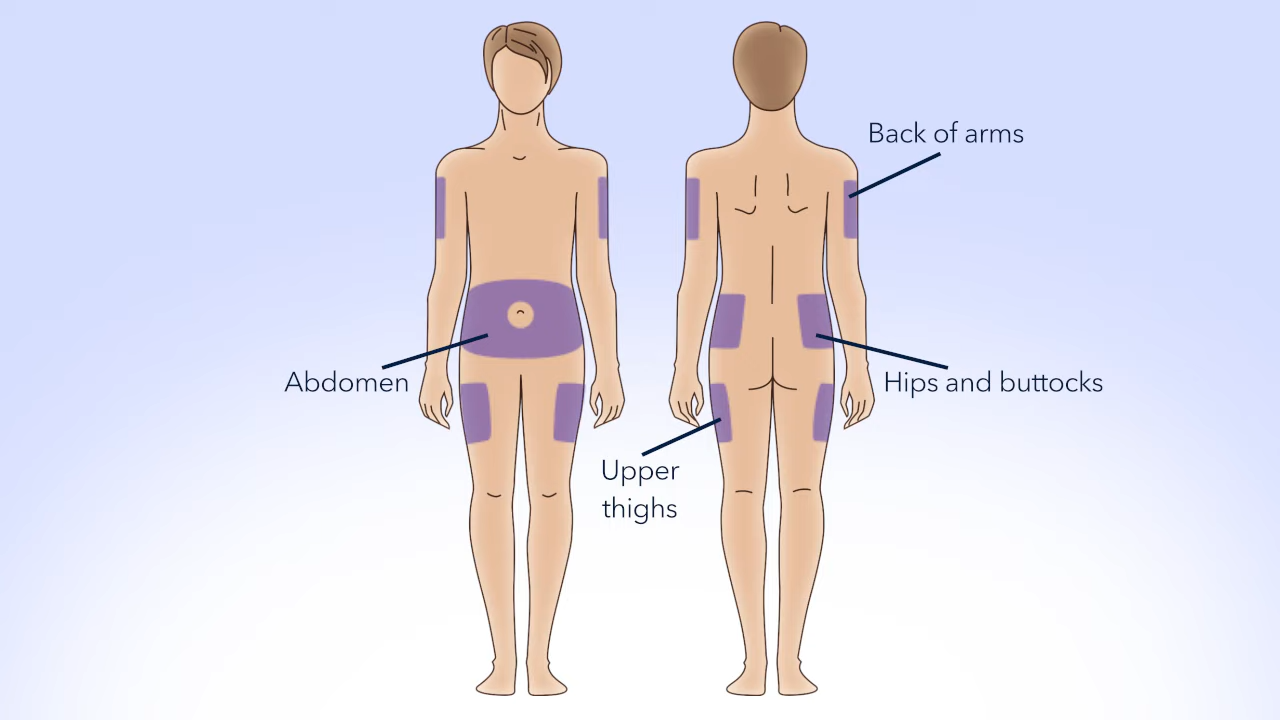 Back of arms
Abdomen
Hips and buttocks
Upper
thighs